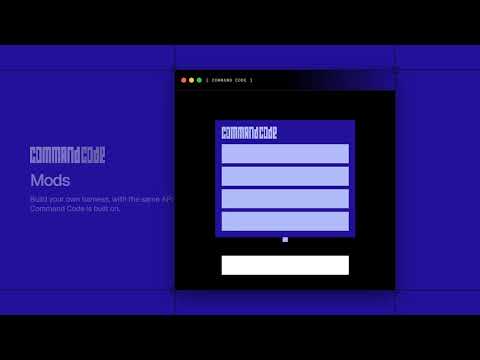 [ COMMAND CODE ]
COMMAND CODE
COMMAND CODE
Mods
Build your own harness, with the same API
Command Code is built on.